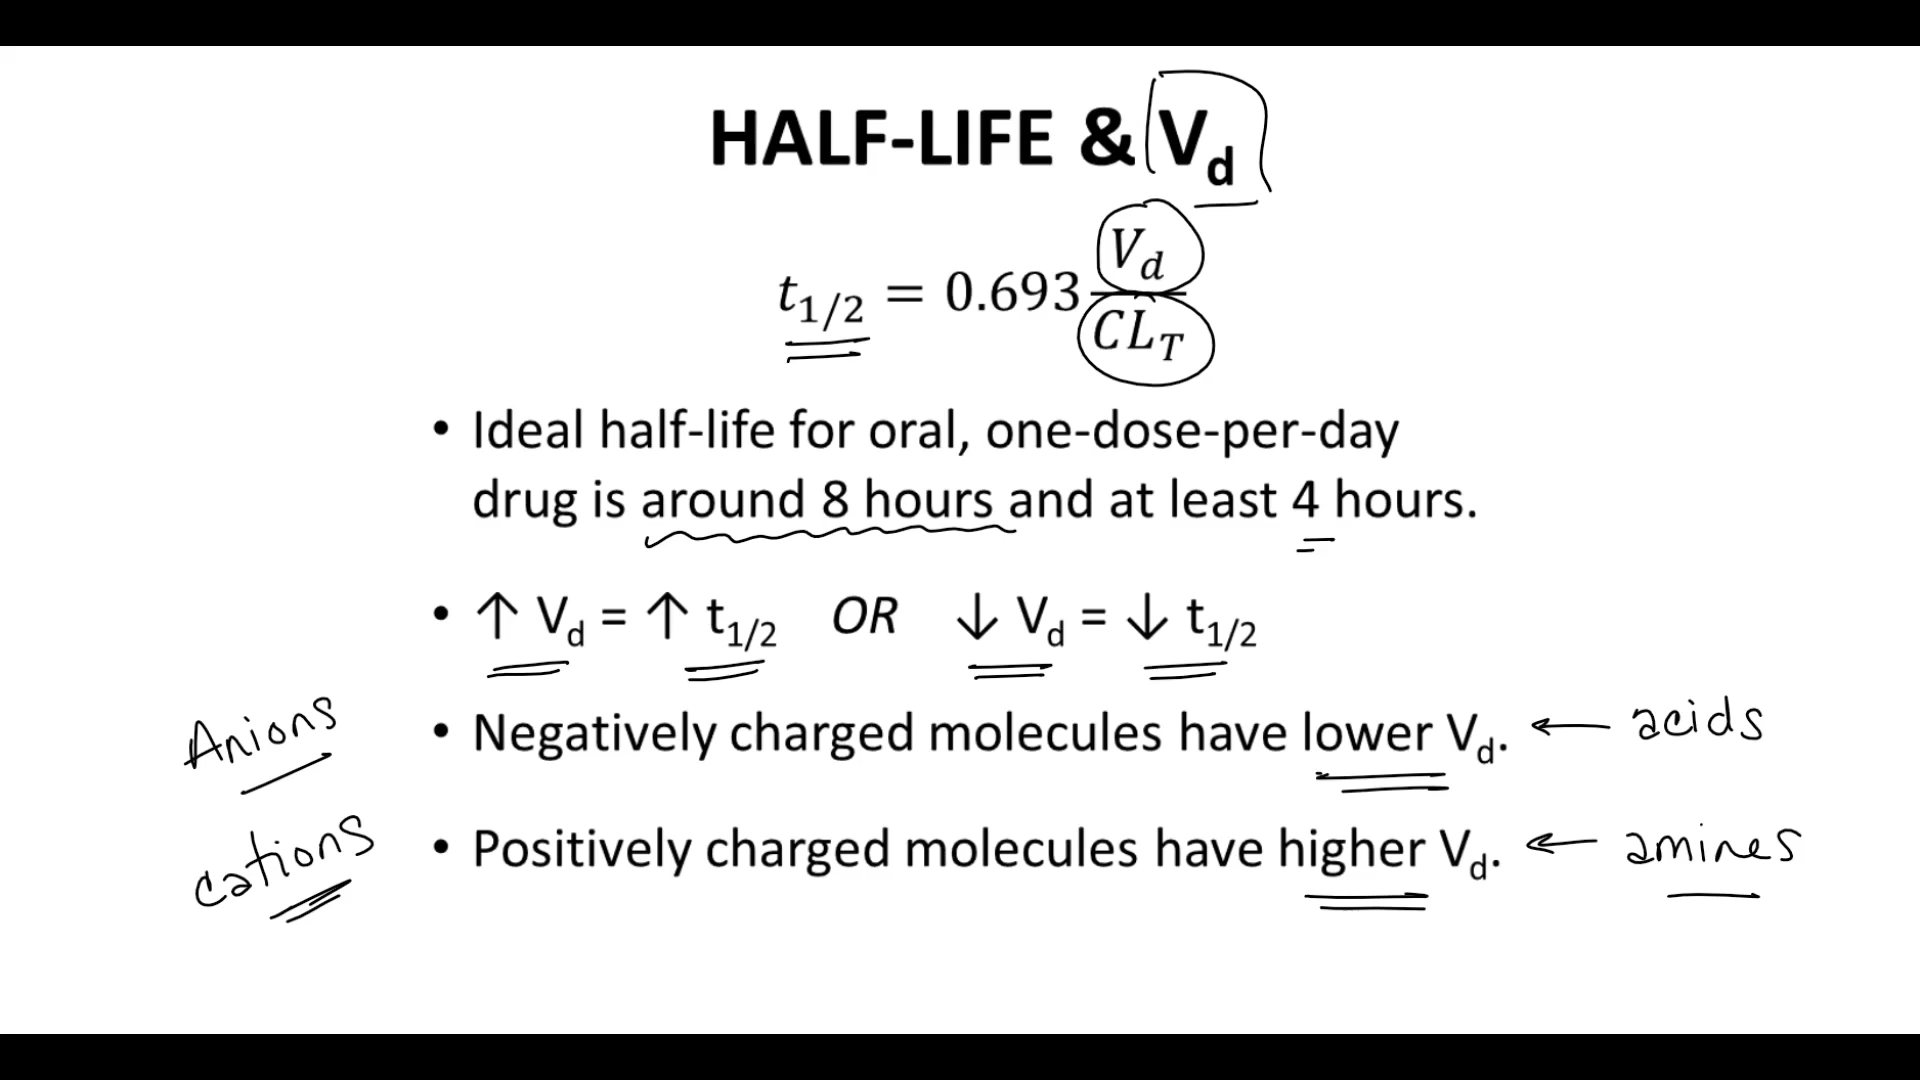 HALF-LIFE & Vd
t1/2 = 0.693 Vd/CLT
• Ideal half-life for oral, one-dose-per-day
drug is around 8 hours and at least 4 hours.
• ↑ Vd = ↑ t1/2 OR ↓ Vd = ↓ t1/2
Anions • Negatively charged molecules have lower Vd. ← acids
cations • Positively charged molecules have higher Vd. ← amines